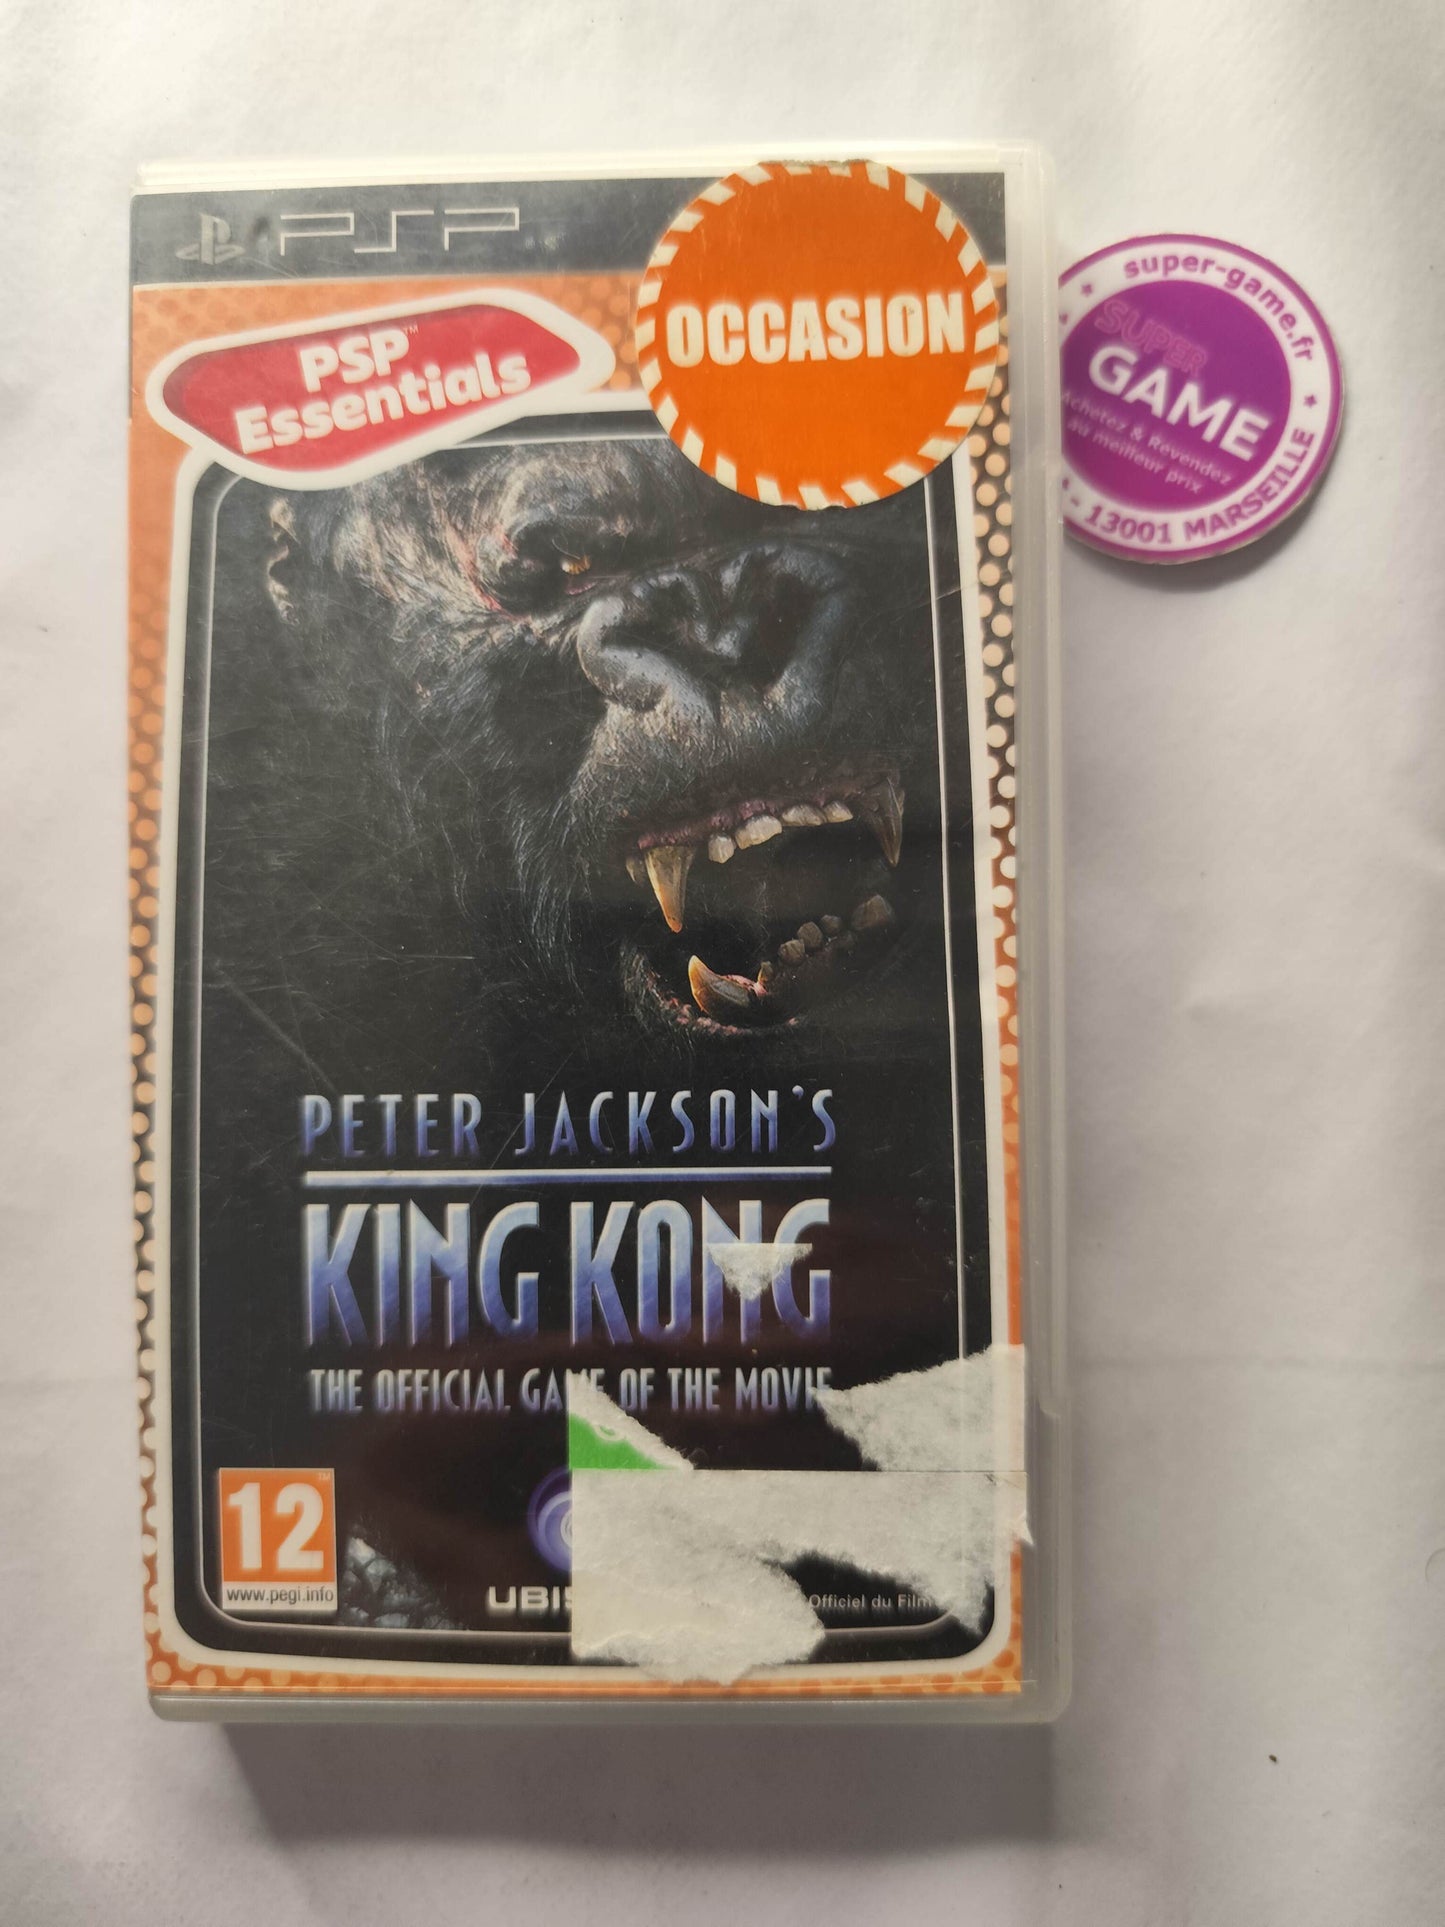 PSP
OCCASION
PSP™
Essentials
super-game.fr
SUPER
GAME
Achetez & Revendez
au meilleur prix
- 13001 MARSEILLE
PETER JACKSON'S
KING KONG
THE OFFICIAL GAME OF THE MOVIE
12
www.pegi.info
UBIS
Officiel du Film